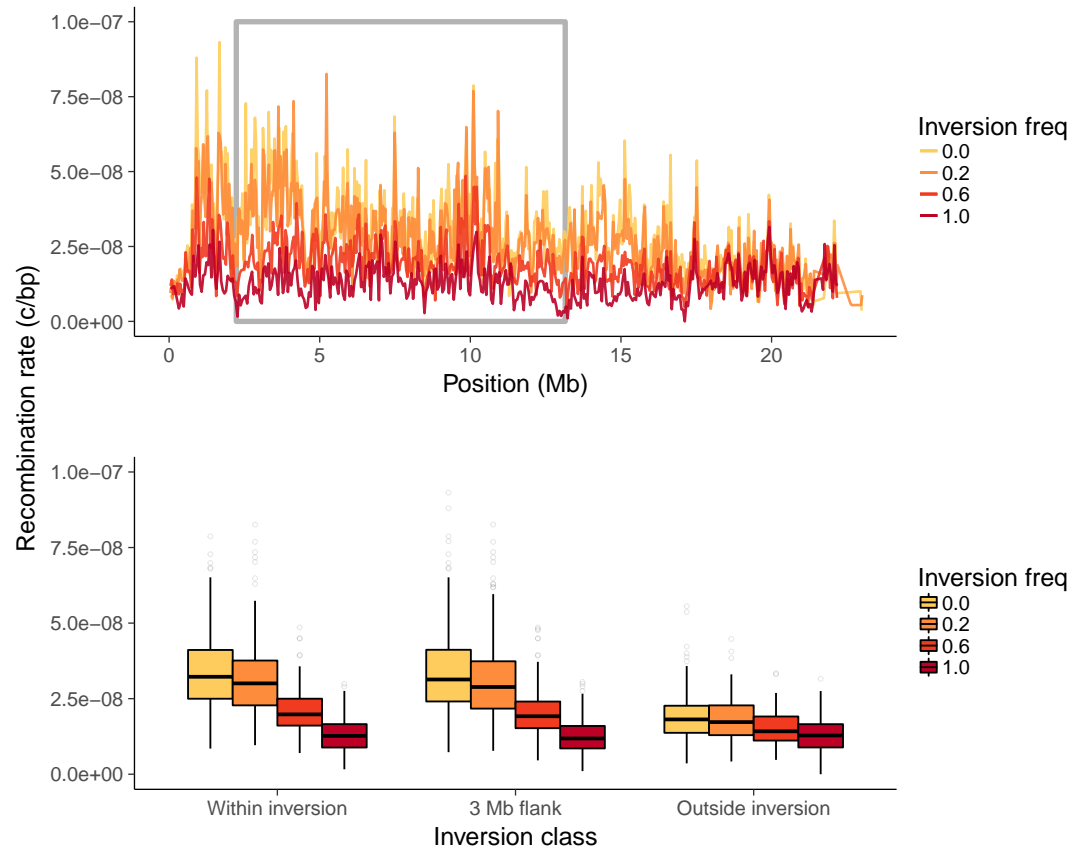 Recombination rate (c/bp)
1.0e−07
7.5e−08
5.0e−08
2.5e−08
0.0e+00
0
5
10
15
20
Position (Mb)
Inversion freq
0.0
0.2
0.6
1.0
1.0e−07
7.5e−08
5.0e−08
2.5e−08
0.0e+00
Within inversion
3 Mb flank
Outside inversion
Inversion class
Inversion freq
0.0
0.2
0.6
1.0